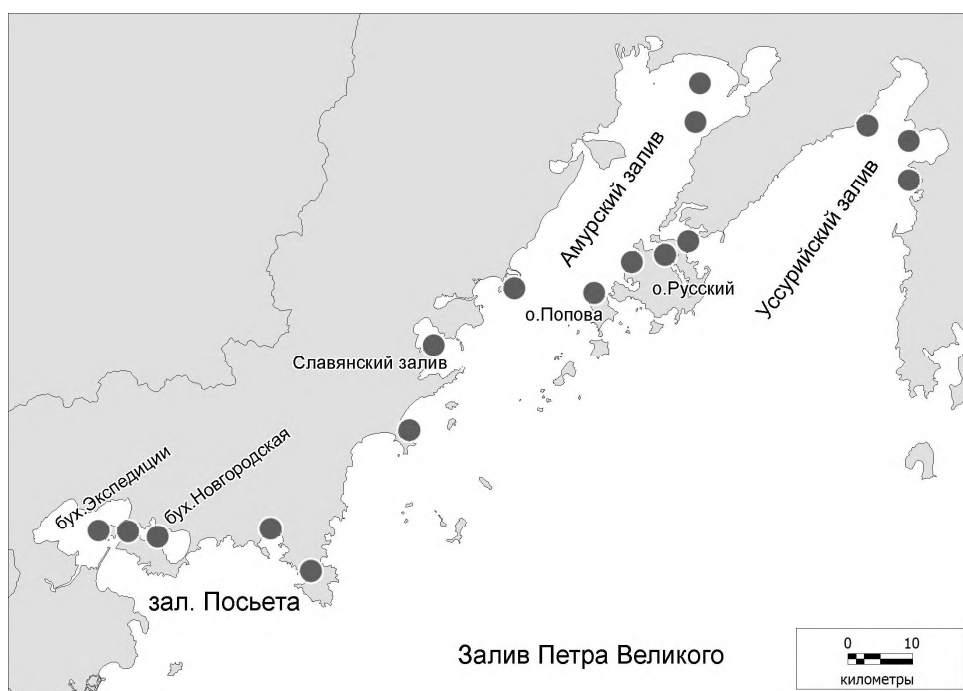 Амурский залив
Уссурийский залив
о.Русский
о.Попова
Славянский залив
бух.Экспедиции
бух.Новгородская
зал. Посьета
Залив Петра Великого
0 10
километры